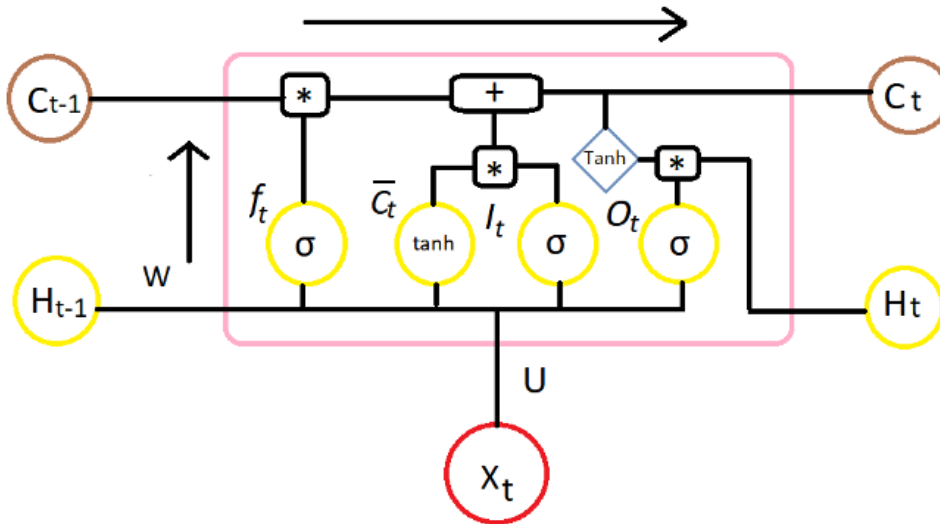 C t-1 * + C t
Tanh *
*
f t C̅t I t O t
σ tanh σ σ
W
H t-1 H t
U
X t